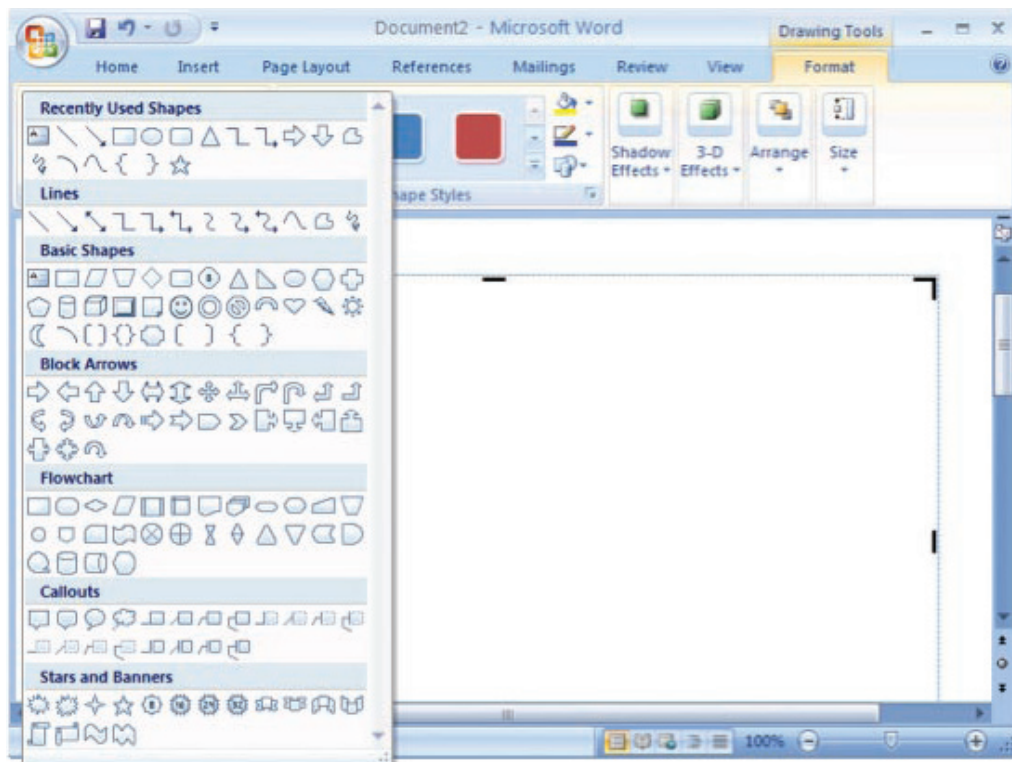 Document2 - Microsoft Word
Drawing Tools
Home Insert Page Layout References Mailings Review View Format
Recently Used Shapes
Lines
Basic Shapes
Block Arrows
Flowchart
Callouts
Stars and Banners
Shadow Effects
3-D Effects
Arrange
Size
Styles
100%